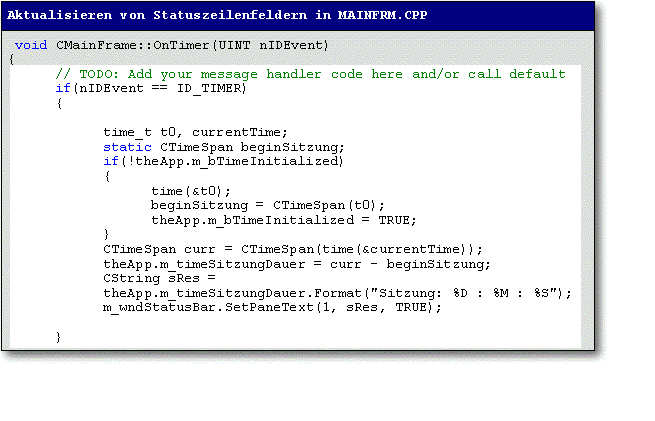 Aktualisieren von Statuszeilenfeldern in MAINFRM.CPP
void CMainFrame::OnTimer(UINT nIDEvent)
{
// TODO: Add your message handler code here and/or call default
if(nIDEvent == ID_TIMER)
{
time_t t0, currentTime;
static CTimeSpan beginSitzung;
if(!theApp.m_bTimeInitialized)
{
time(&t0);
beginSitzung = CTimeSpan(t0);
theApp.m_bTimeInitialized = TRUE;
}
CTimeSpan curr = CTimeSpan(time(&currentTime));
theApp.m_timeSitzungDauer = curr - beginSitzung;
CString sRes =
theApp.m_timeSitzungDauer.Format("Sitzung: %D : %M : %S");
m_wndStatusBar.SetPaneText(1, sRes, TRUE);
}